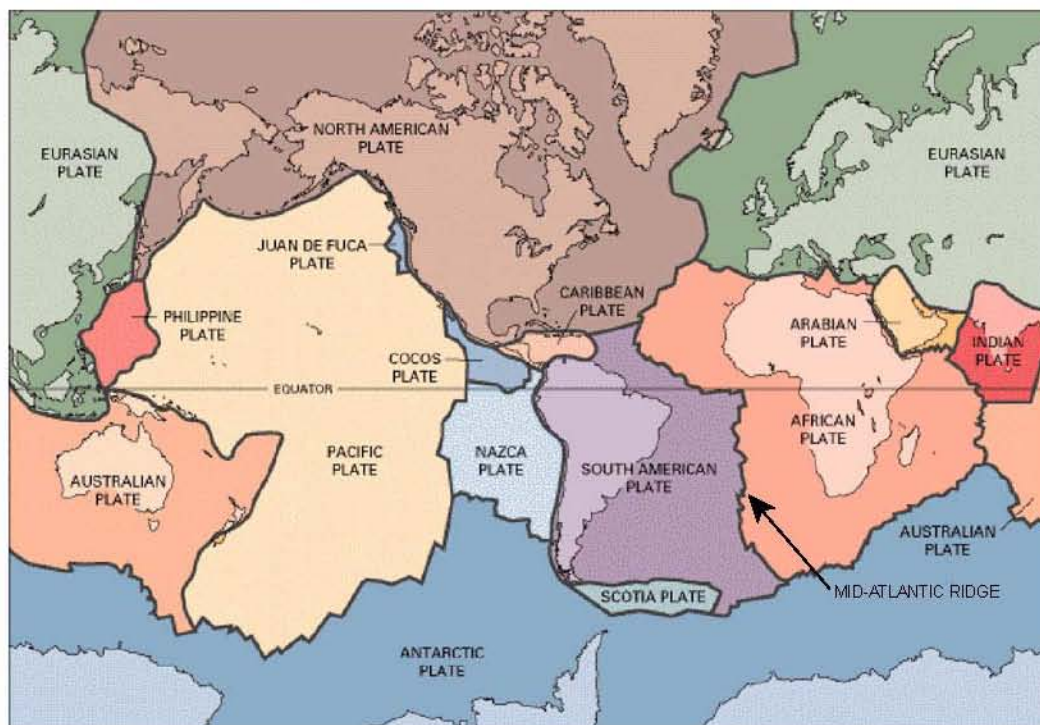 NORTH AMERICAN
PLATE
EURASIAN
PLATE
EURASIAN
PLATE
JUAN DE FUCA
PLATE
CARIBBEAN
PLATE
PHILIPPINE
PLATE
ARABIAN
PLATE
INDIAN
PLATE
COCOS
PLATE
EQUATOR
AFRICAN
PLATE
PACIFIC
PLATE
NAZCA
PLATE
SOUTH AMERICAN
PLATE
AUSTRALIAN
PLATE
AUSTRALIAN
PLATE
SCOTIA PLATE
MID-ATLANTIC RIDGE
ANTARCTIC
PLATE